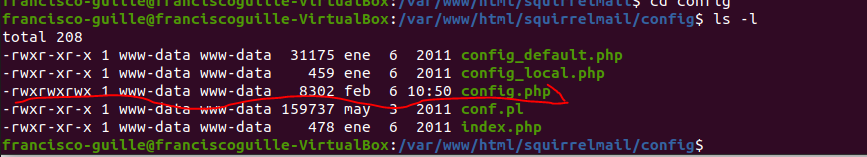 francisco-guille@franciscoguille-VirtualBox:/var/www/html/squirrelmail$ cd config
francisco-guille@franciscoguille-VirtualBox:/var/www/html/squirrelmail/config$ ls -l
total 208
-rwxr-xr-x 1 www-data www-data 31175 ene 6 2011 config_default.php
-rwxr-xr-x 1 www-data www-data 459 ene 6 2011 config_local.php
-rwxrwxrwx 1 www-data www-data 8302 feb 6 10:50 config.php
-rwxr-xr-x 1 www-data www-data 159737 may 3 2011 conf.pl
-rwxr-xr-x 1 www-data www-data 478 ene 6 2011 index.php
francisco-guille@franciscoguille-VirtualBox:/var/www/html/squirrelmail/config$